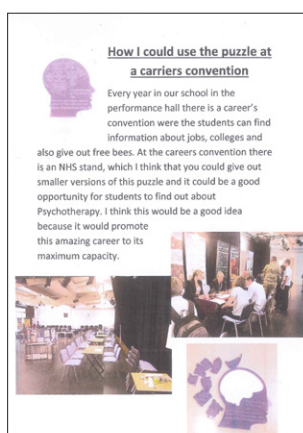 How I could use the puzzle at
a carriers convention
Every year in our school in the
performance hall there is a career's
convention were the students can find
information about jobs, colleges and
also give out free bees. At the careers convention there
is an NHS stand, which I think that you could give out
smaller versions of this puzzle and it could be a good
opportunity for students to find out about
Psychotherapy. I think this would be a good idea
because it would promote
this amazing career to its
maximum capacity.